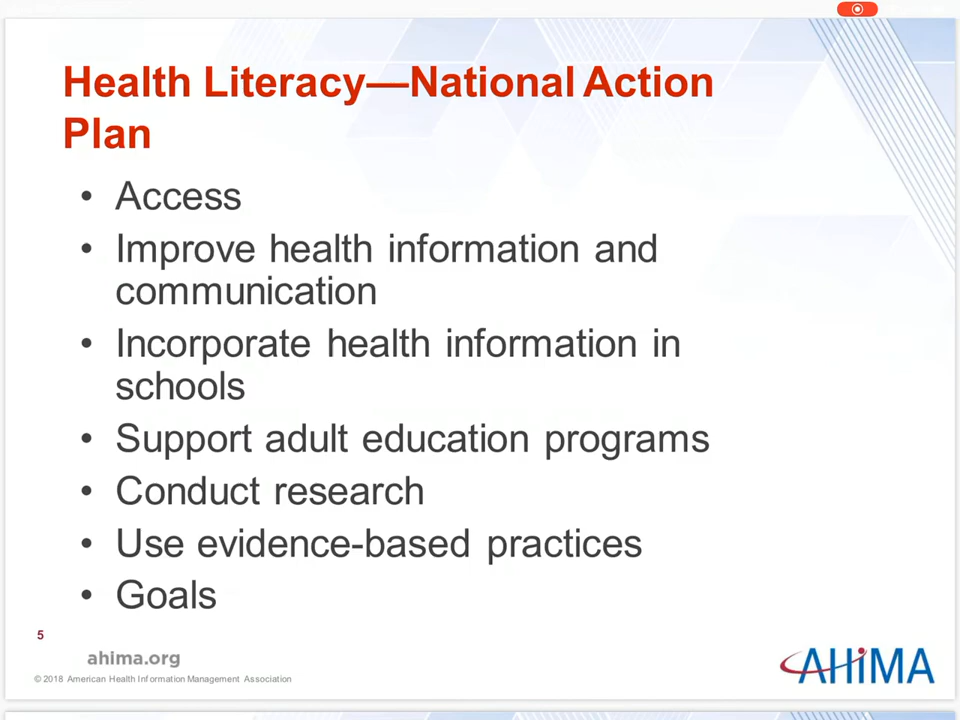 Health Literacy—National Action
Plan
• Access
• Improve health information and
communication
• Incorporate health information in
schools
• Support adult education programs
• Conduct research
• Use evidence-based practices
• Goals
5
ahima.org
© 2018 American Health Information Management Association
AHiMA